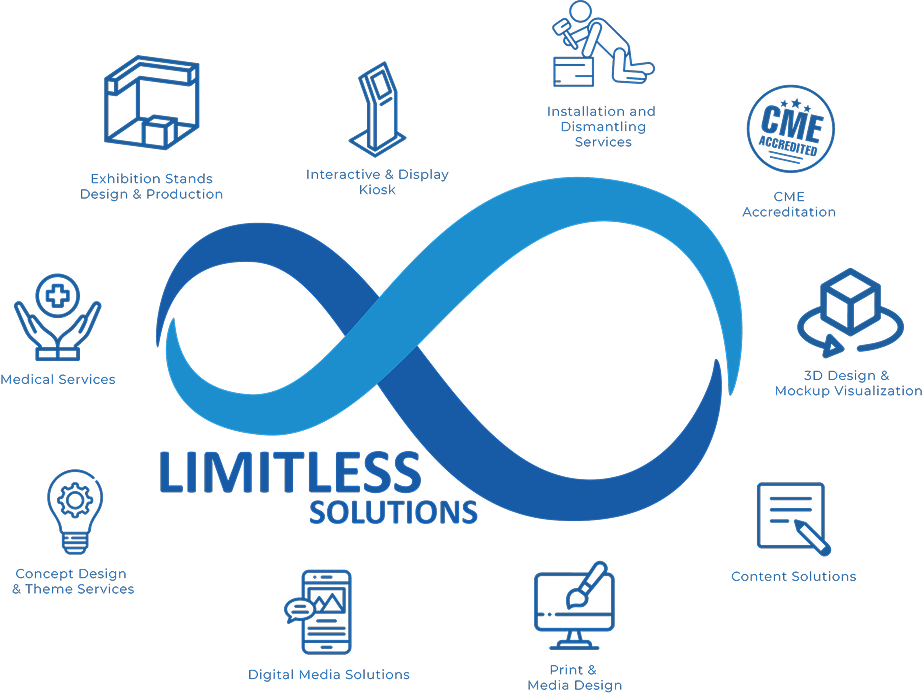 Installation and
Dismantling
Services
Exhibition Stands
Design & Production
Interactive & Display
Kiosk
CME
ACCREDITED
CME
Accreditation
Medical Services
3D Design &
Mockup Visualization
LIMITLESS
SOLUTIONS
Concept Design
& Theme Services
Content Solutions
Digital Media Solutions
Print &
Media Design